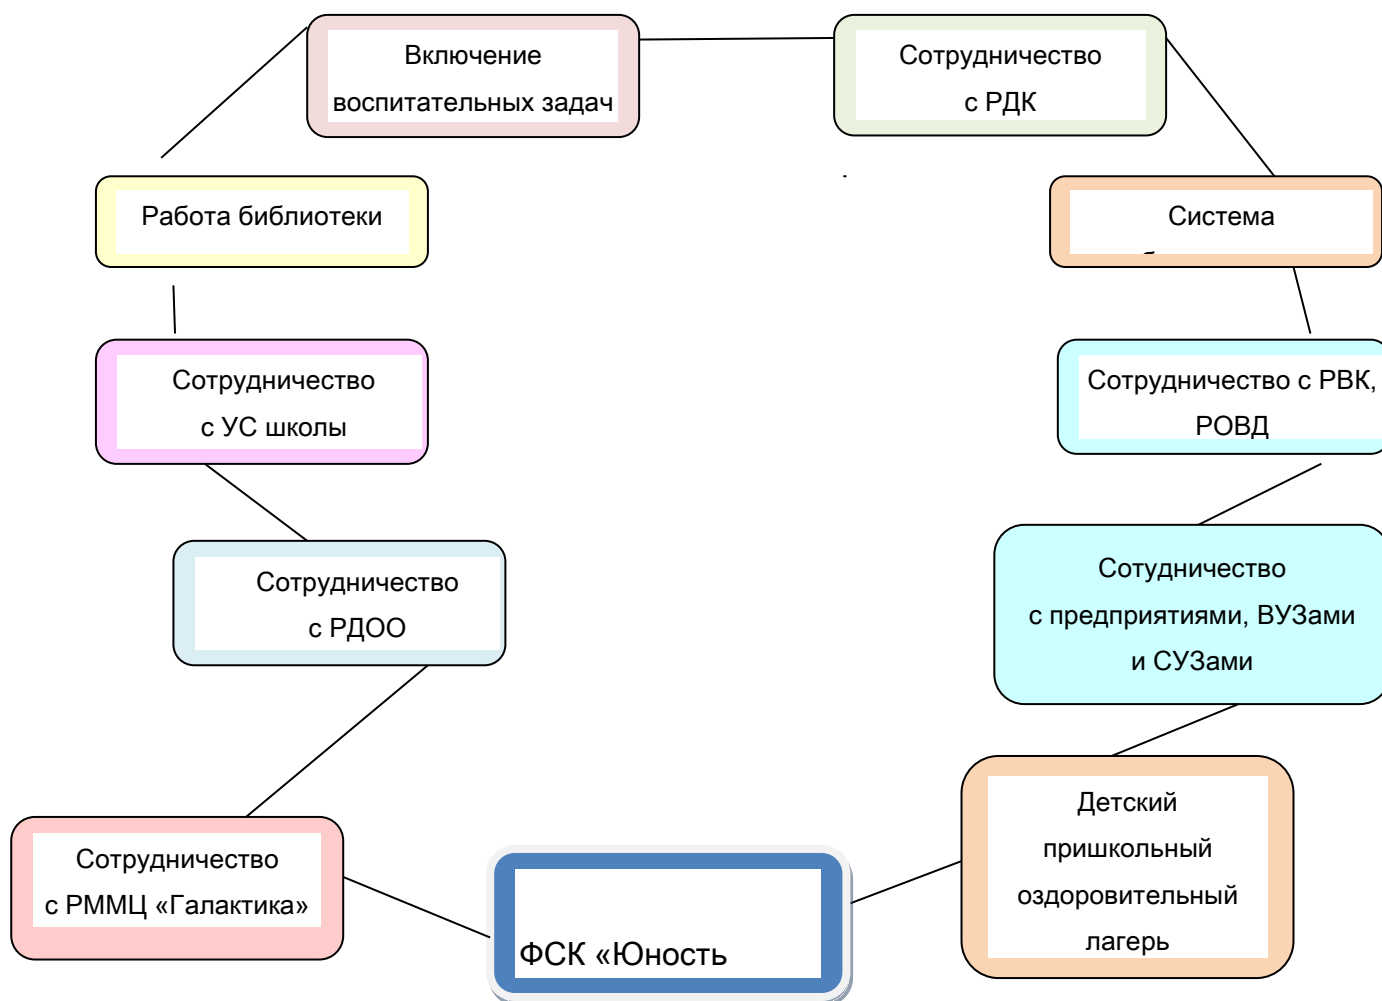 Включение
воспитательных задач
Сотрудничество
с РДК
Работа библиотеки
Система
Сотрудничество
с УС школы
Сотрудничество с РВК,
РОВД
Сотрудничество
с РДОО
Сотудничество
с предприятиями, ВУЗами
и СУЗами
Детский
пришкольный
оздоровительный
лагерь
Сотрудничество
с РММЦ «Галактика»
ФСК «Юность